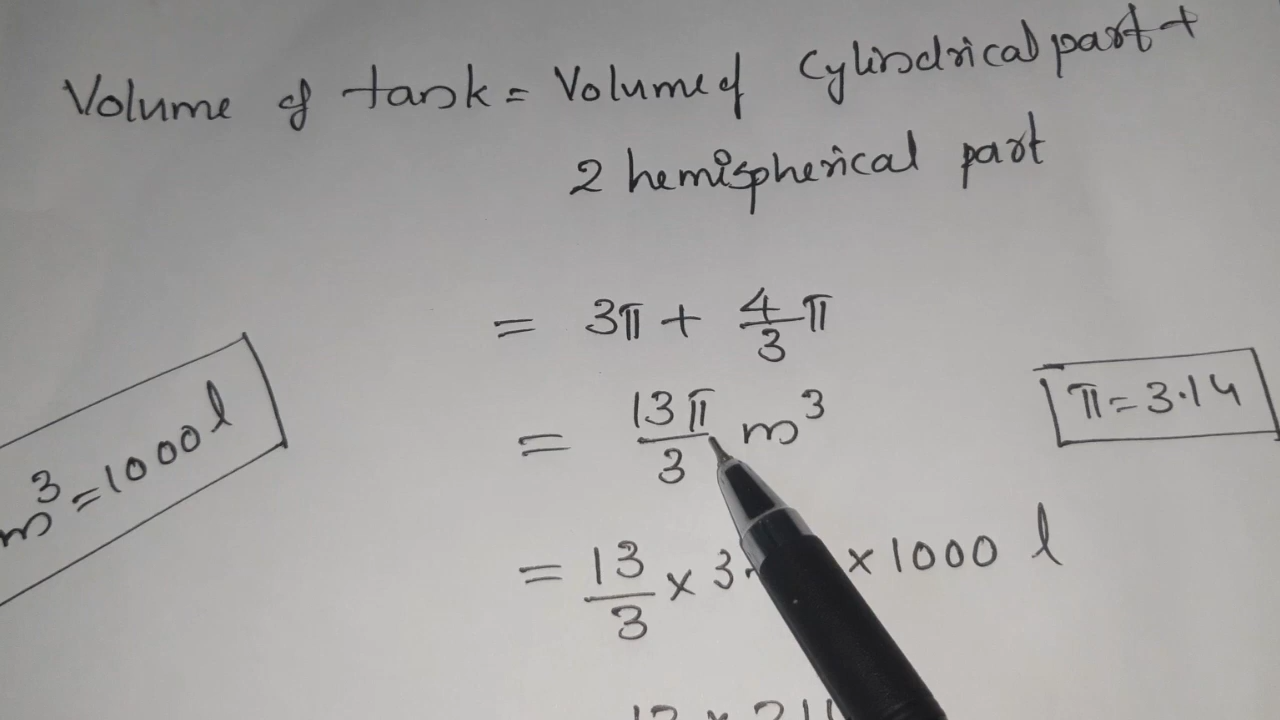 Volume of tank = Volume of Cylindrical part +
2 hemispherical part
= 3π + 4/3 π
= 13π/3 m³
π = 3.14
m³ = 1000 l
= 13/3 × 3. × 1000 l